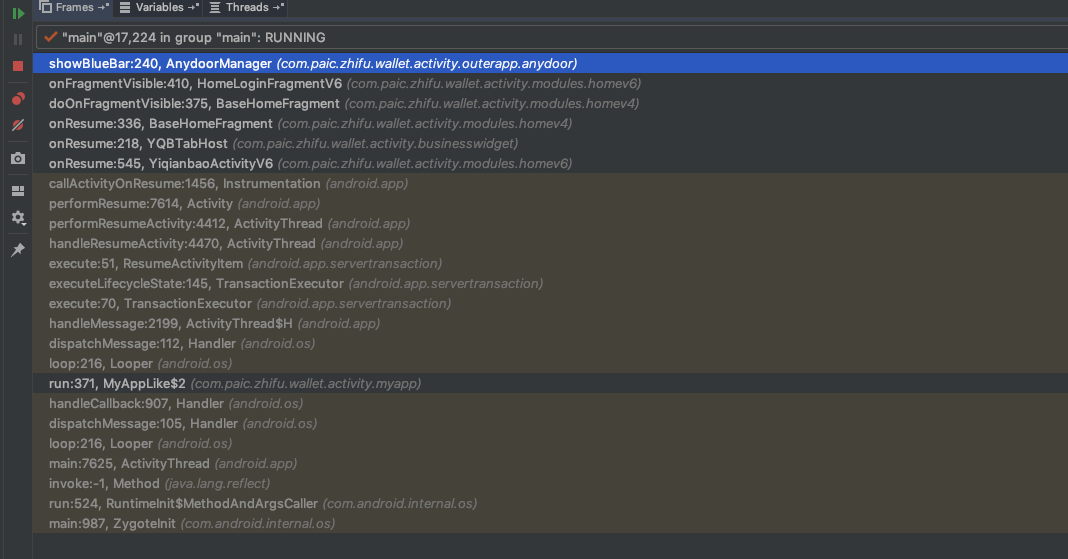 Frames Variables Threads
"main"@17,224 in group "main": RUNNING
showBlueBar:240, AnydoorManager (com.paic.zhifu.wallet.activity.outerapp.anydoor)
onFragmentVisible:410, HomeLoginFragmentV6 (com.paic.zhifu.wallet.activity.modules.homev6)
doOnFragmentVisible:375, BaseHomeFragment (com.paic.zhifu.wallet.activity.modules.homev4)
onResume:336, BaseHomeFragment (com.paic.zhifu.wallet.activity.modules.homev4)
onResume:218, YQBTabHost (com.paic.zhifu.wallet.activity.businesswidget)
onResume:545, YiqianbaoActivityV6 (com.paic.zhifu.wallet.activity.modules.homev6)
callActivityOnResume:1456, Instrumentation (android.app)
performResume:7614, Activity (android.app)
performResumeActivity:4412, ActivityThread (android.app)
handleResumeActivity:4470, ActivityThread (android.app)
execute:51, ResumeActivityItem (android.app.servertransaction)
executeLifecycleState:145, TransactionExecutor (android.app.servertransaction)
execute:70, TransactionExecutor (android.app.servertransaction)
handleMessage:2199, ActivityThread$H (android.app)
dispatchMessage:112, Handler (android.os)
loop:216, Looper (android.os)
run:371, MyAppLike$2 (com.paic.zhifu.wallet.activity.myapp)
handleCallback:907, Handler (android.os)
dispatchMessage:105, Handler (android.os)
loop:216, Looper (android.os)
main:7625, ActivityThread (android.app)
invoke:-1, Method (java.lang.reflect)
run:524, RuntimeInit$MethodAndArgsCaller (com.android.internal.os)
main:987, ZygoteInit (com.android.internal.os)